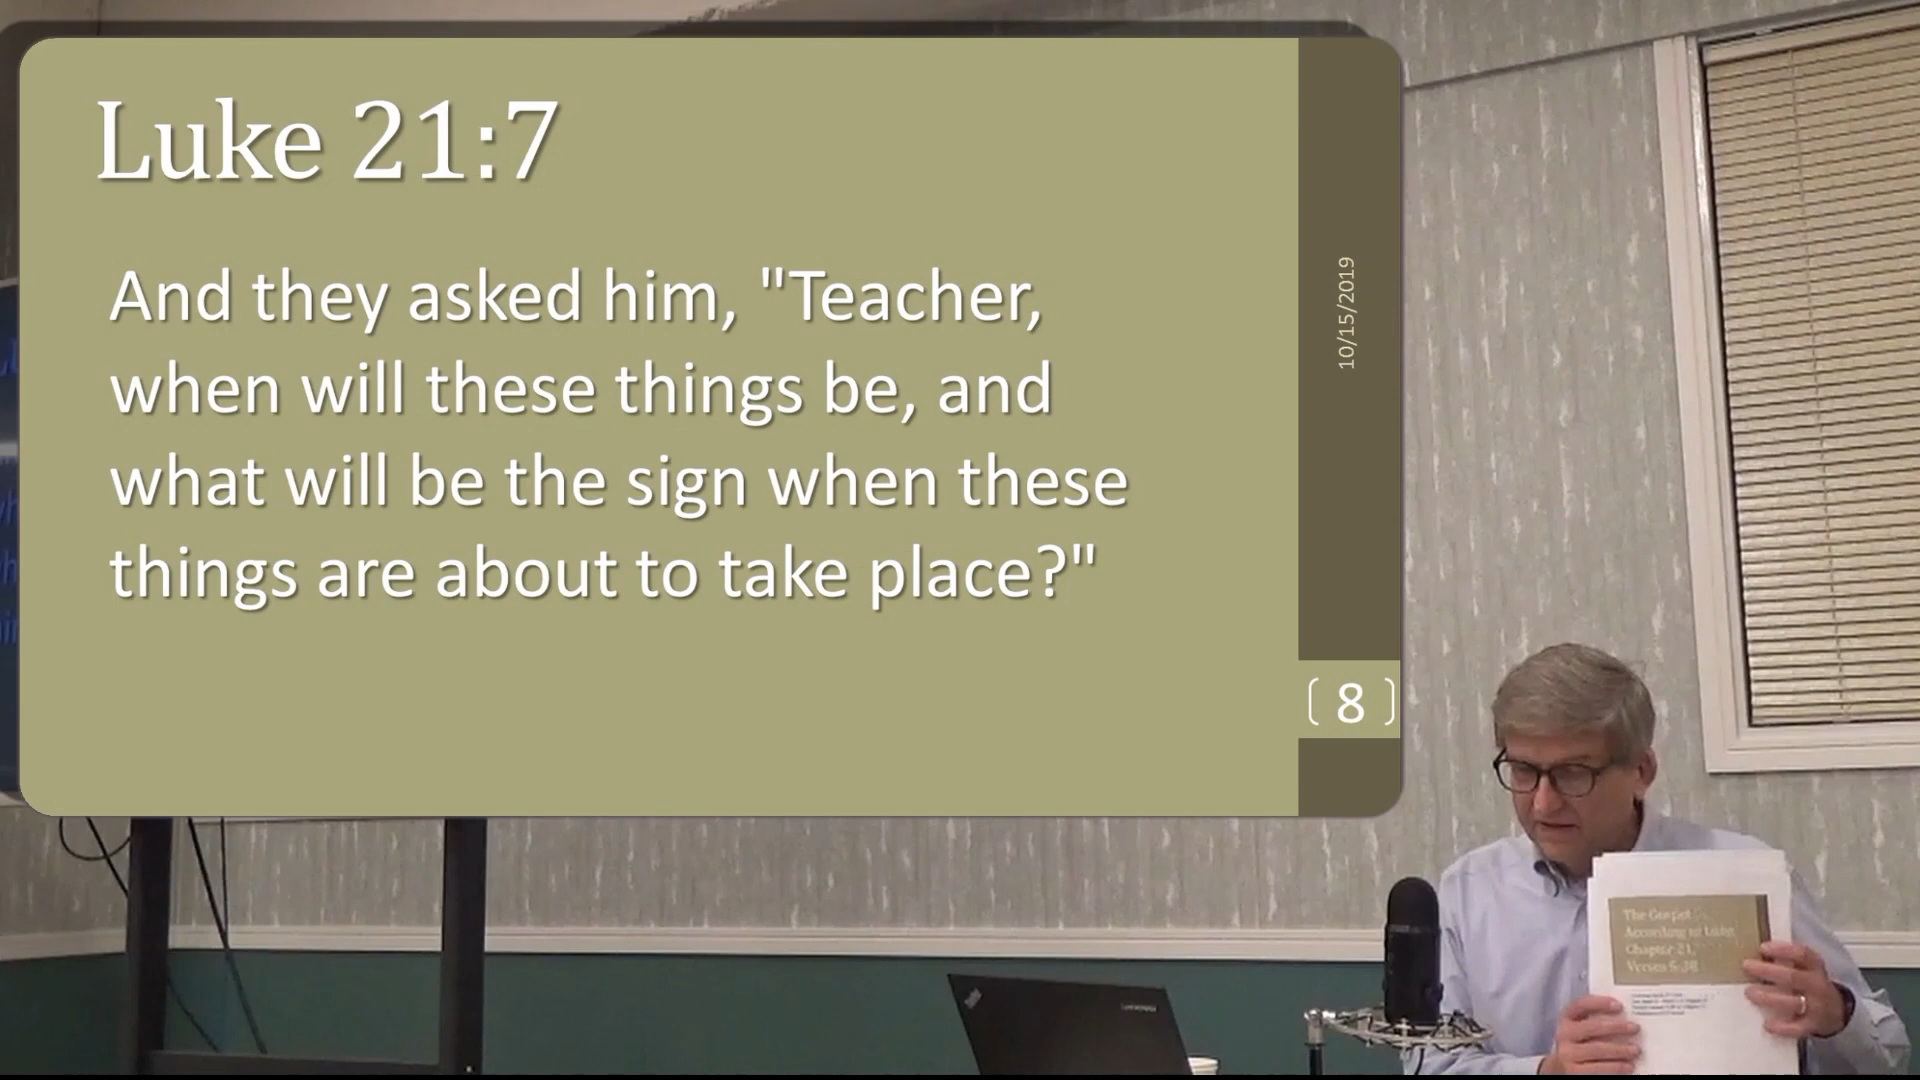 Luke 21:7
And they asked him, "Teacher,
when will these things be, and
what will be the sign when these
things are about to take place?"
10/15/2019
8
lenovo
The Gospel
According to Luke
Chapter 21,
Verses 5-38